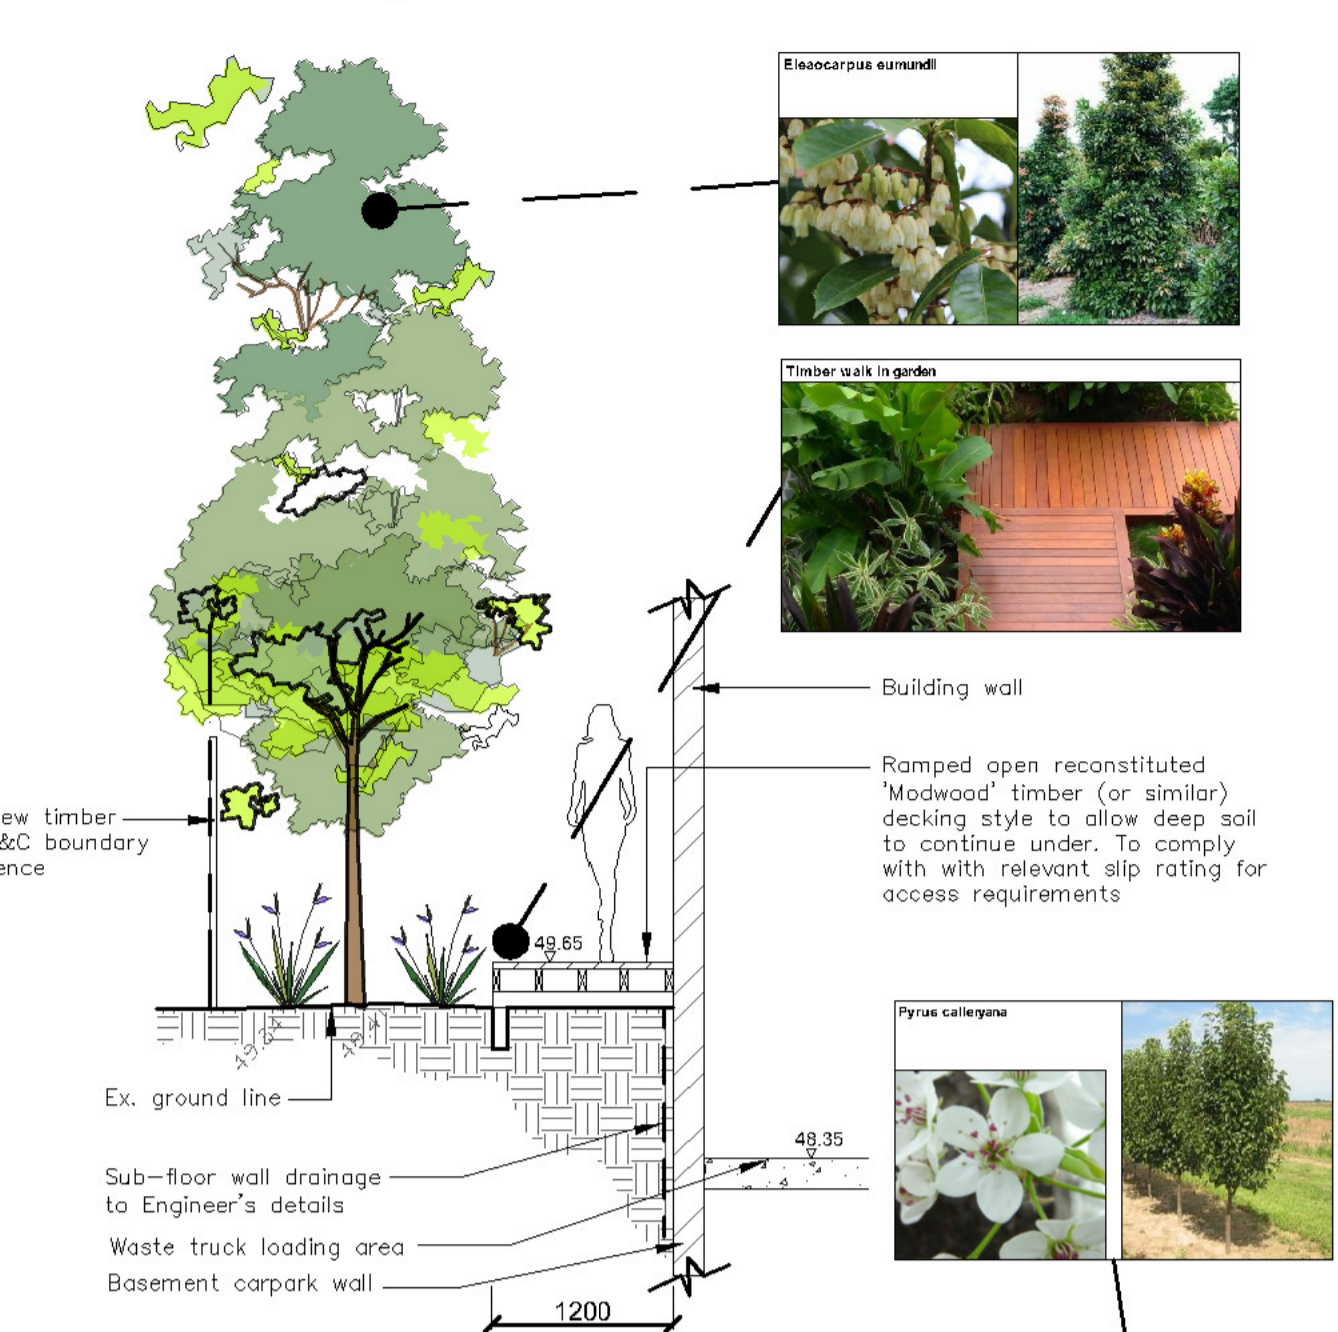 Eleaocarpus eumundii
Timber walk in garden
Building wall
Ramped open reconstituted
'Modwood' timber (or similar)
decking style to allow deep soil
to continue under. To comply
with with relevant slip rating for
access requirements
ew timber
&C boundary
ence
49.65
49.34
Ex. ground line
Pyrus calleryana
48.35
Sub-floor wall drainage
to Engineer's details
Waste truck loading area
Basement carpark wall
1200